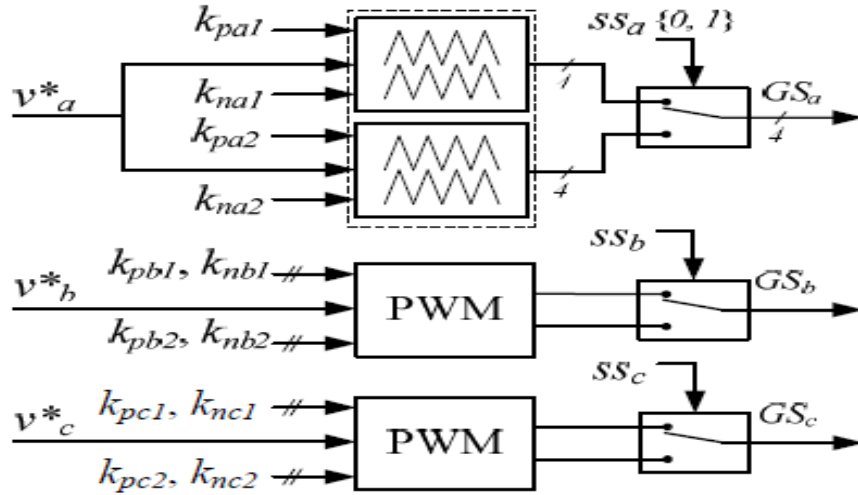 k_pa1
ss_a {0, 1}
v*_a
k_na1
4
GS_a
4
k_pa2
4
k_na2
ss_b
k_pb1, k_nb1
v*_b
PWM
GS_b
k_pb2, k_nb2
ss_c
k_pc1, k_nc1
v*_c
PWM
GS_c
k_pc2, k_nc2